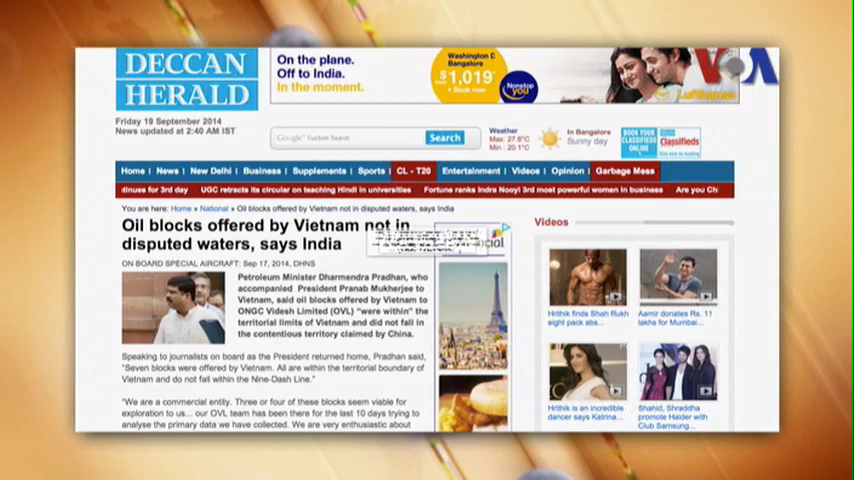 VOA
DECCAN
HERALD
On the plane.
Off to India.
In the moment.
Washington D
Bangalore
$1,019*
Book now
Nonstop
you
Lufthansa
Friday 19 September 2014
News updated at 2:40 AM IST
Google™ Custom Search
Search
Weather
Max: 27.8°C
Min : 20.1°C
In Bangalore
Sunny day
BOOK YOUR
CLASSIFIEDS
ONLINE
Classifieds
Home | News | New Delhi | Business | Supplements | Sports | CL - T20 Entertainment | Videos | Opinion | Garbage Mess
tinues for 3rd day UGC retracts its circular on teaching Hindi in universities Fortune ranks Indra Nooyi 3rd most powerful women in business Are you Ch
You are here: Home » National » Oil blocks offered by Vietnam not in disputed waters, says India
Oil blocks offered by Vietnam not in
disputed waters, says India
ON BOARD SPECIAL AIRCRAFT: Sep 17, 2014, DHNS
Petroleum Minister Dharmendra Pradhan, who
accompanied President Pranab Mukherjee to
Vietnam, said oil blocks offered by Vietnam to
ONGC Videsh Limited (OVL) "were within" the
territorial limits of Vietnam and did not fall in
the contentious territory claimed by China.
Speaking to journalists on board as the President returned home, Pradhan said,
"Seven blocks were offered by Vietnam. All are within the territorial boundary of
Vietnam and do not fall within the Nine-Dash Line."
"We are a commercial entity. Three or four of these blocks seem viable for
exploration to us... our OVL team has been there for the last 10 days trying to
analyse the primary data we have collected. We are very enthusiastic about
ocial
Videos
Hrithik finds Shah Rukh
eight pack abs...
Aamir donates Rs. 11
lakhs for Mumbai...
Hrithik is an incredible
dancer says Katrina...
Shahid, Shraddha
promote Haider with
Club Samsung...